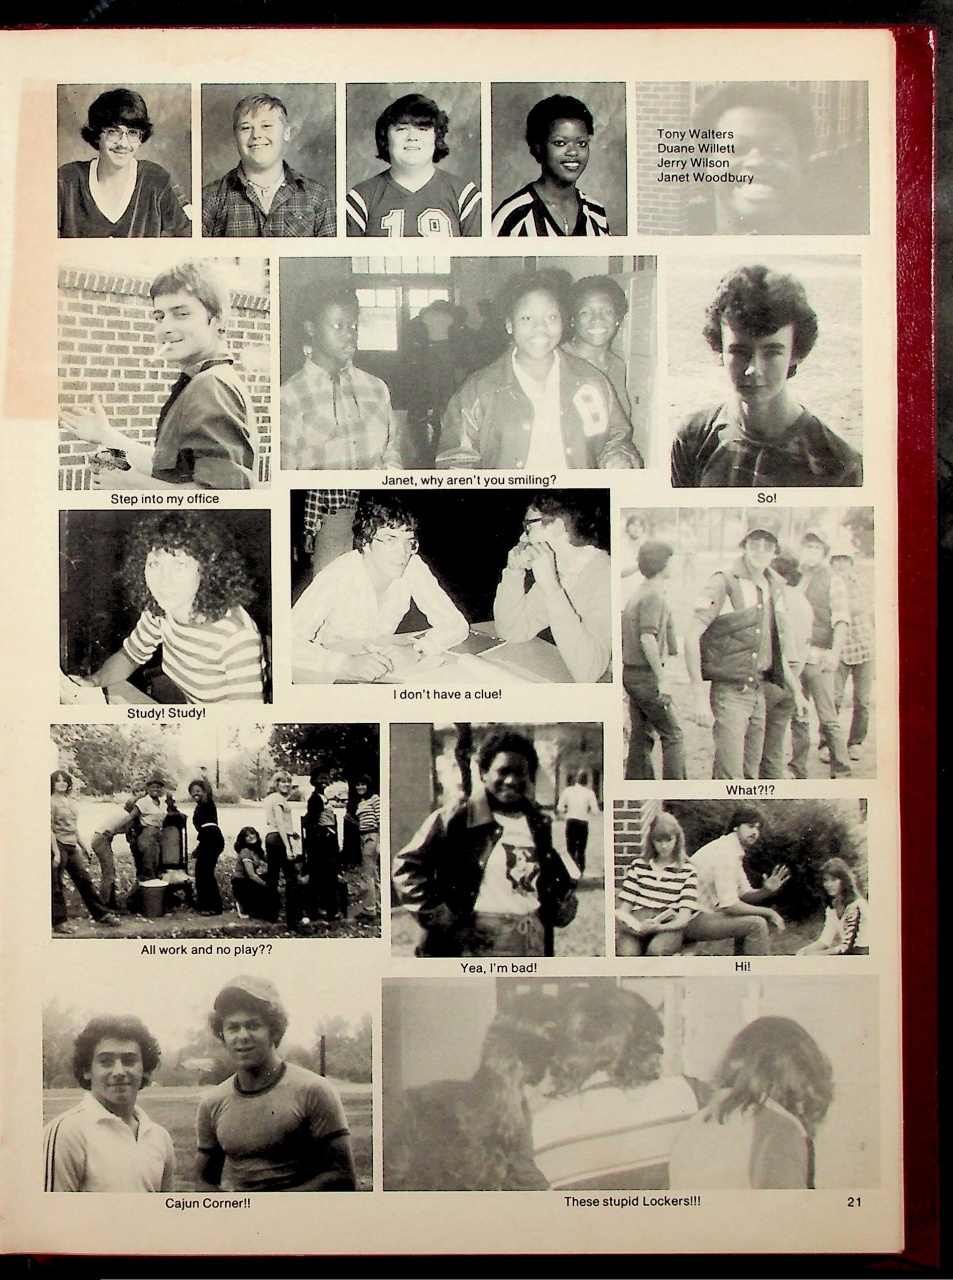 19
Tony Walters
Duane Willett
Jerry Wilson
Janet Woodbury
Step into my office
Janet, why aren't you smiling?
So!
Study! Study!
I don't have a clue!
What?!?
All work and no play??
Yea, I'm bad!
Hi!
Cajun Corner!!
These stupid Lockers!!!
21